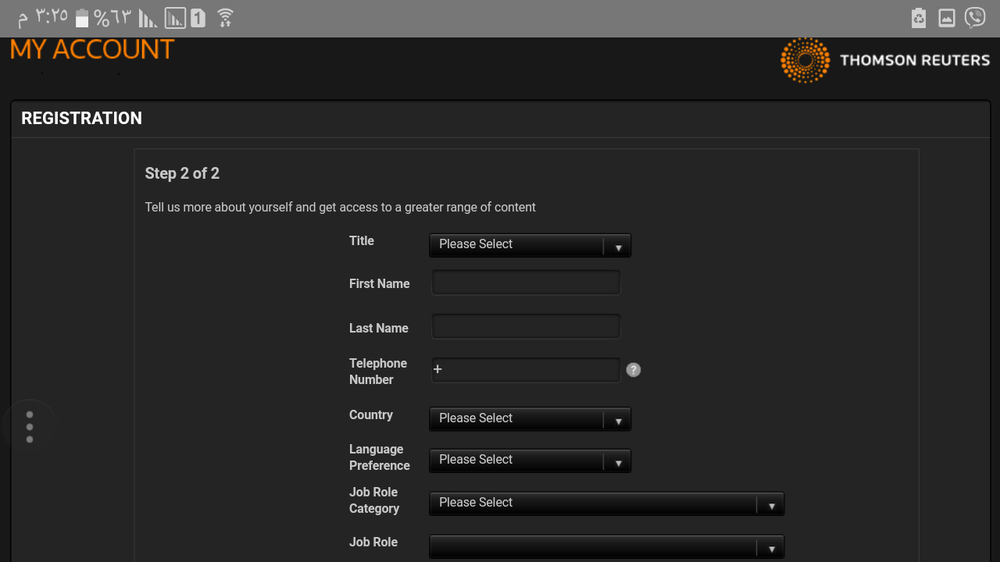 م ٣:٢٥ %٦٣ 1
MY ACCOUNT
THOMSON REUTERS
REGISTRATION
Step 2 of 2
Tell us more about yourself and get access to a greater range of content
Title Please Select
First Name
Last Name
Telephone
Number + ?
Country Please Select
Language
Preference Please Select
Job Role
Category Please Select
Job Role